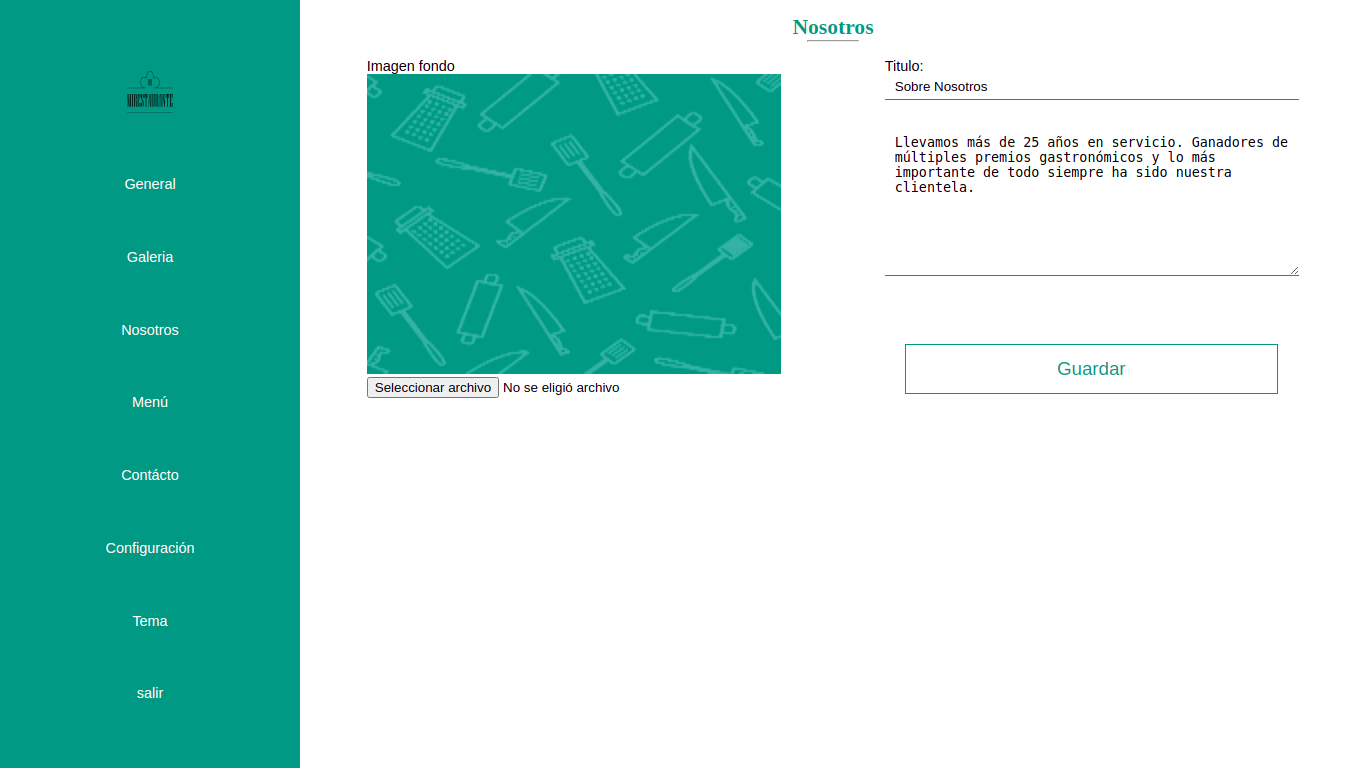 MIRESTAURANTE
General
Galeria
Nosotros
Menú
Contácto
Configuración
Tema
salir
Nosotros
Imagen fondo
Seleccionar archivo No se eligió archivo
Titulo:
Sobre Nosotros
Llevamos más de 25 años en servicio. Ganadores de
múltiples premios gastronómicos y lo más
importante de todo siempre ha sido nuestra
clientela.
Guardar